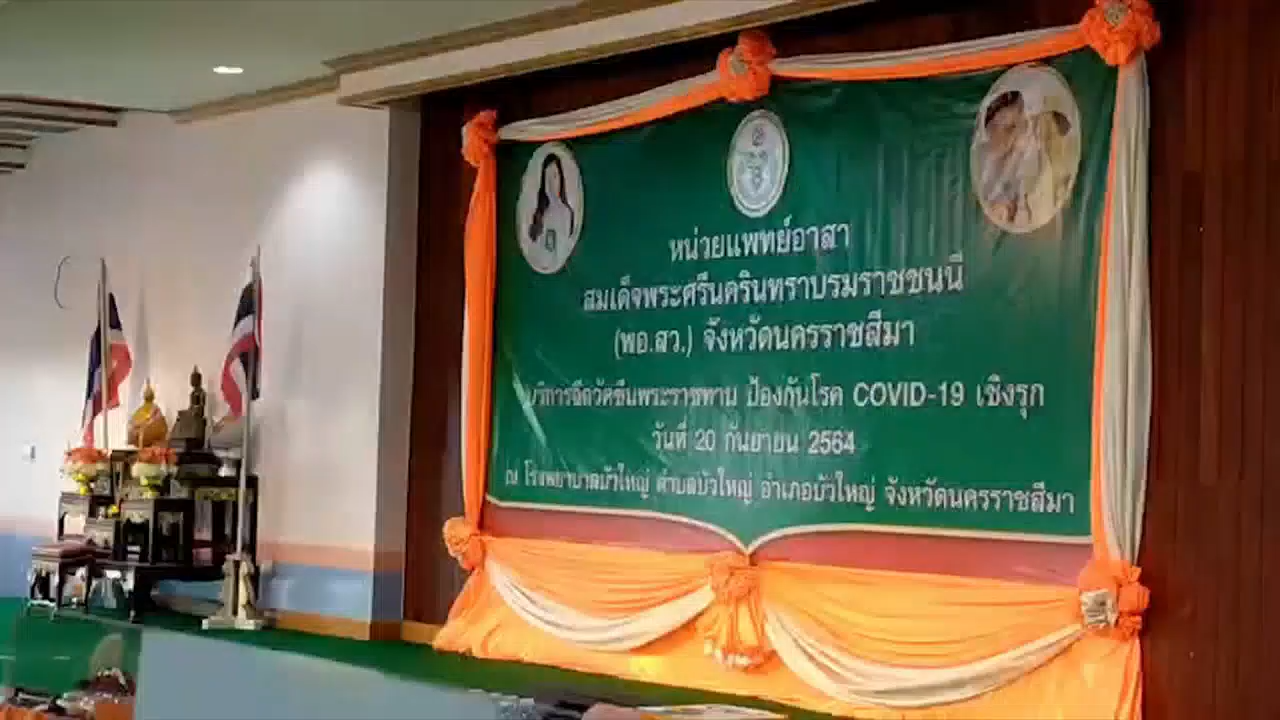 หน่วยแพทย์อาสา
สมเด็จพระศรีนครินทราบรมราชชนนี
(พอ.สว.) จังหวัดนครราชสีมา
บริการฉีดวัคซีนพระราชทาน ป้องกันโรค COVID-19 เชิงรุก
วันที่ 20 กันยายน 2564
ณ โรงพยาบาลบัวใหญ่ ตำบลบัวใหญ่ อำเภอบัวใหญ่ จังหวัดนครราชสีมา